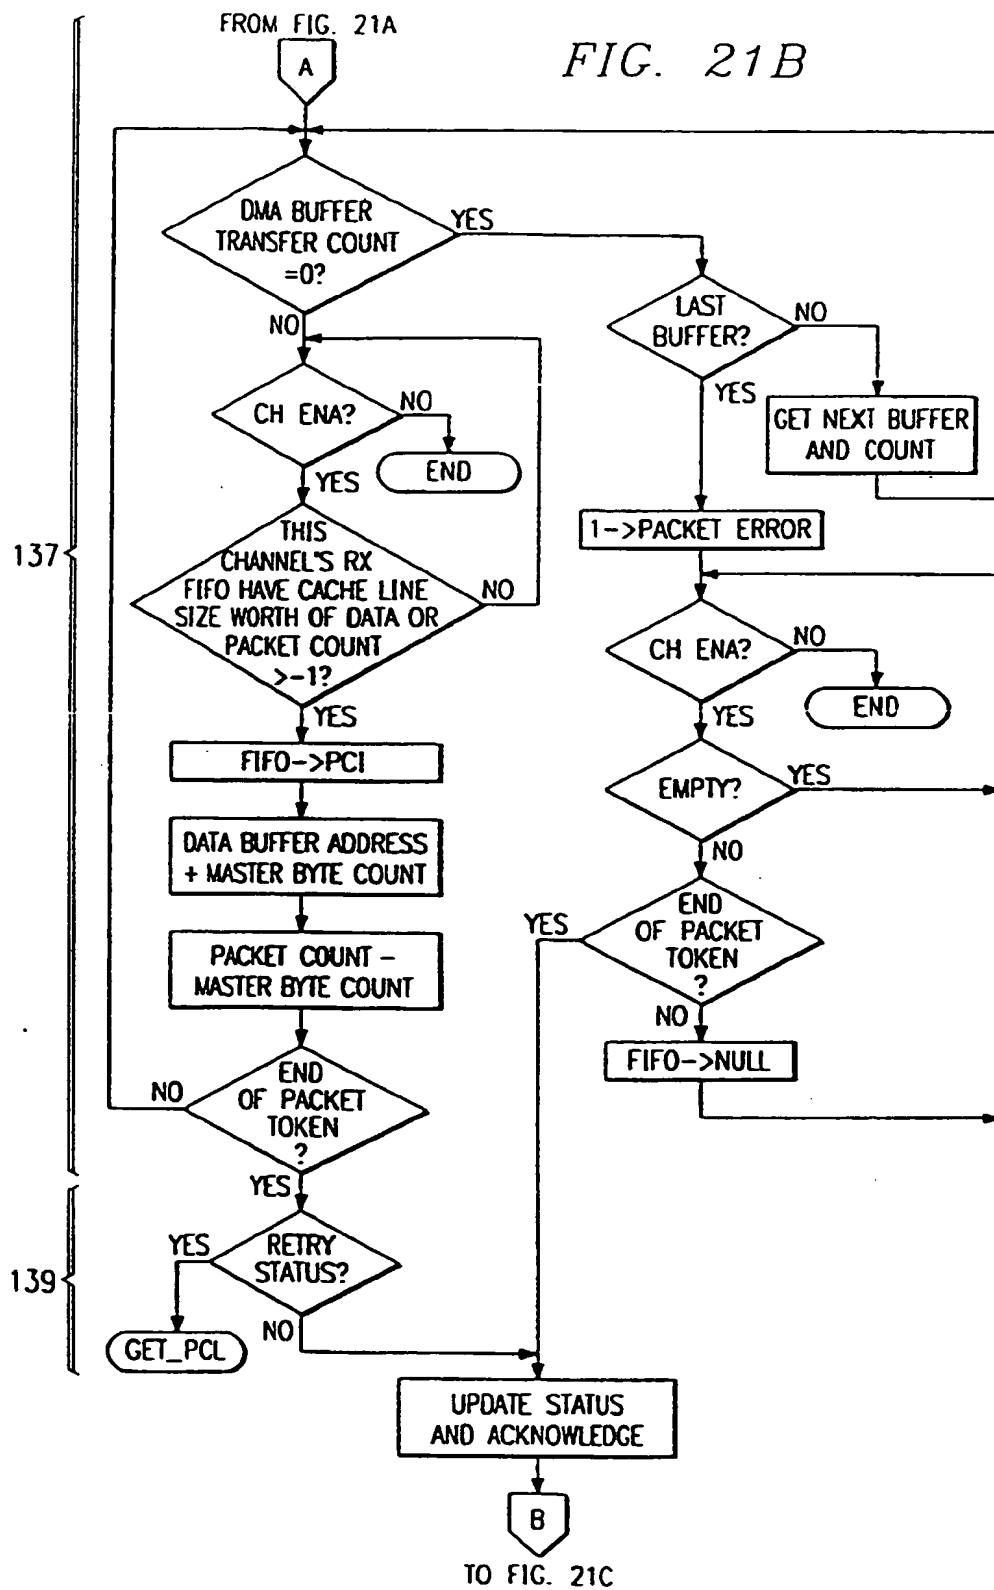 FROM FIG. 21A
FIG. 21B
A
DMA BUFFER
TRANSFER COUNT
=0?
YES
NO
LAST
BUFFER?
NO
YES
GET NEXT BUFFER
AND COUNT
CH ENA?
NO
END
YES
1->PACKET ERROR
THIS
CHANNEL'S RX
FIFO HAVE CACHE LINE
SIZE WORTH OF DATA OR
PACKET COUNT
>-1?
NO
YES
137
CH ENA?
NO
END
YES
FIFO->PCI
EMPTY?
YES
NO
DATA BUFFER ADDRESS
+ MASTER BYTE COUNT
END
OF PACKET
TOKEN
?
YES
NO
PACKET COUNT -
MASTER BYTE COUNT
FIFO->NULL
END
OF PACKET
TOKEN
?
NO
YES
RETRY
STATUS?
YES
NO
139
GET_PCL
UPDATE STATUS
AND ACKNOWLEDGE
B
TO FIG. 21C